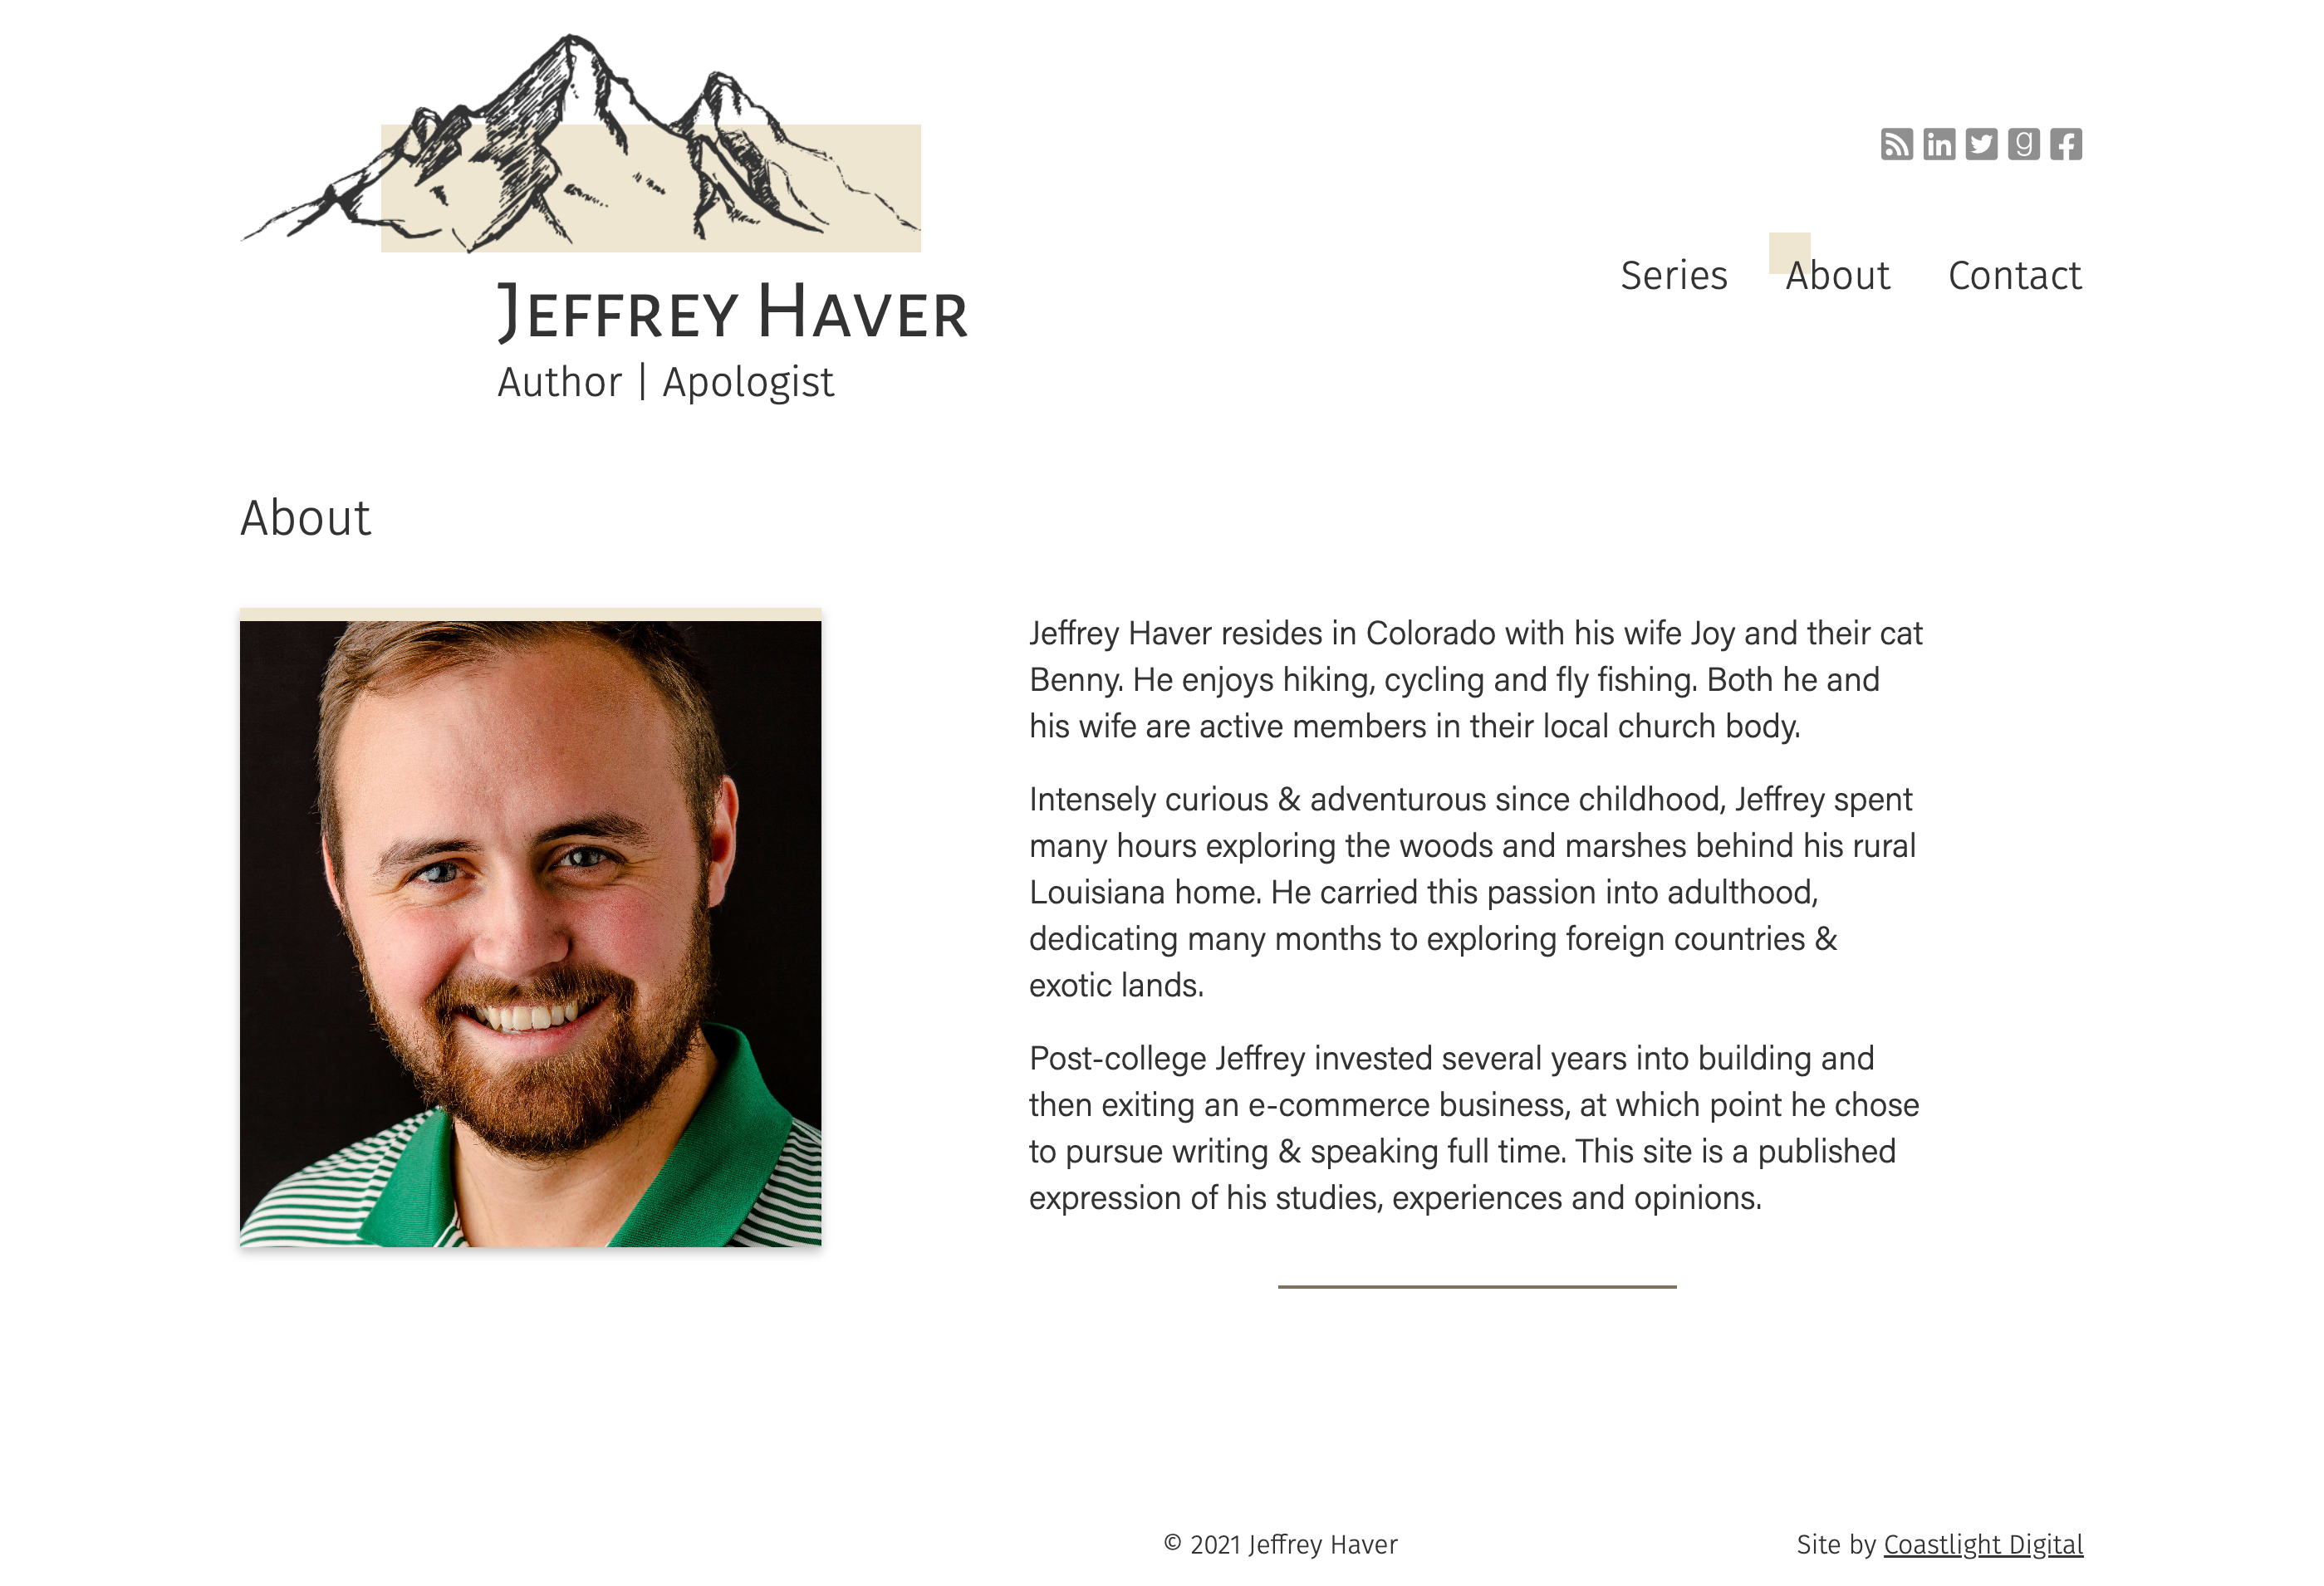 Jeffrey Haver
Author | Apologist
Series About Contact
About
Jeffrey Haver resides in Colorado with his wife Joy and their cat
Benny. He enjoys hiking, cycling and fly fishing. Both he and
his wife are active members in their local church body.
Intensely curious & adventurous since childhood, Jeffrey spent
many hours exploring the woods and marshes behind his rural
Louisiana home. He carried this passion into adulthood,
dedicating many months to exploring foreign countries &
exotic lands.
Post-college Jeffrey invested several years into building and
then exiting an e-commerce business, at which point he chose
to pursue writing & speaking full time. This site is a published
expression of his studies, experiences and opinions.
© 2021 Jeffrey Haver
Site by Coastlight Digital